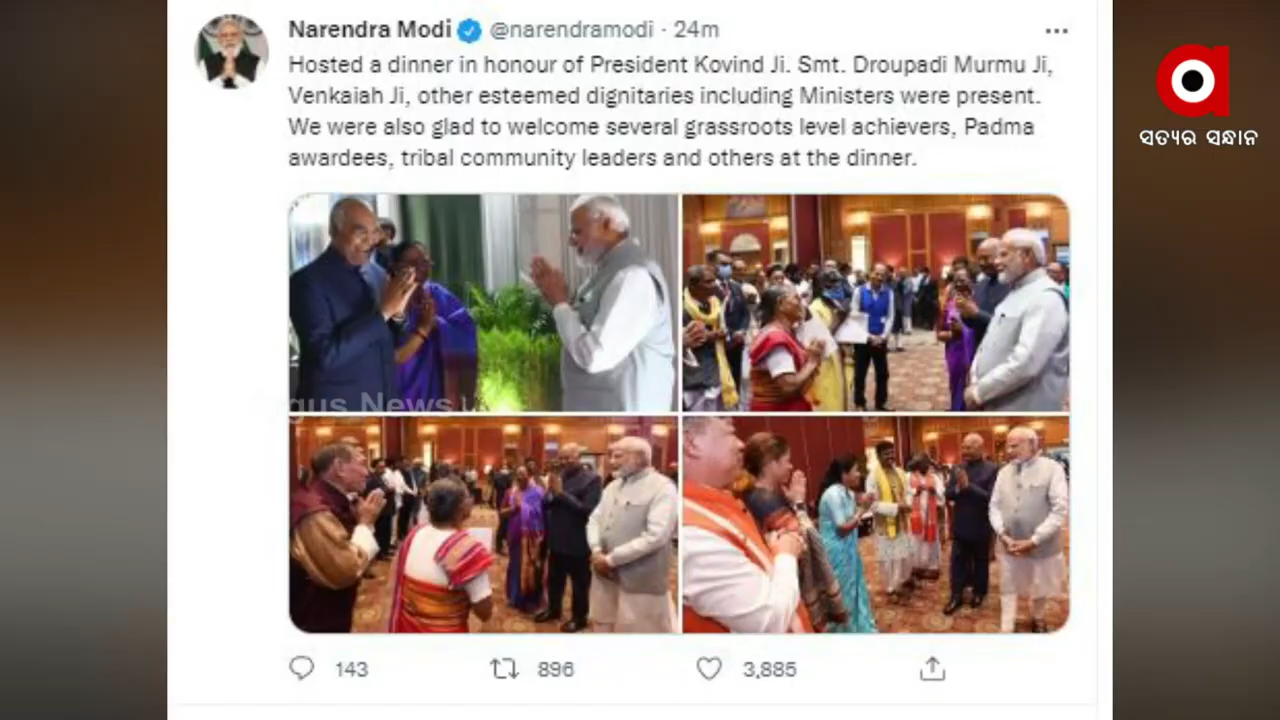 Narendra Modi @narendramodi · 24m
Hosted a dinner in honour of President Kovind Ji. Smt. Droupadi Murmu Ji,
Venkaiah Ji, other esteemed dignitaries including Ministers were present.
We were also glad to welcome several grassroots level achievers, Padma
awardees, tribal community leaders and others at the dinner.
gus News
143 896 3,885
ସତ୍ୟର ସନ୍ଧାନ